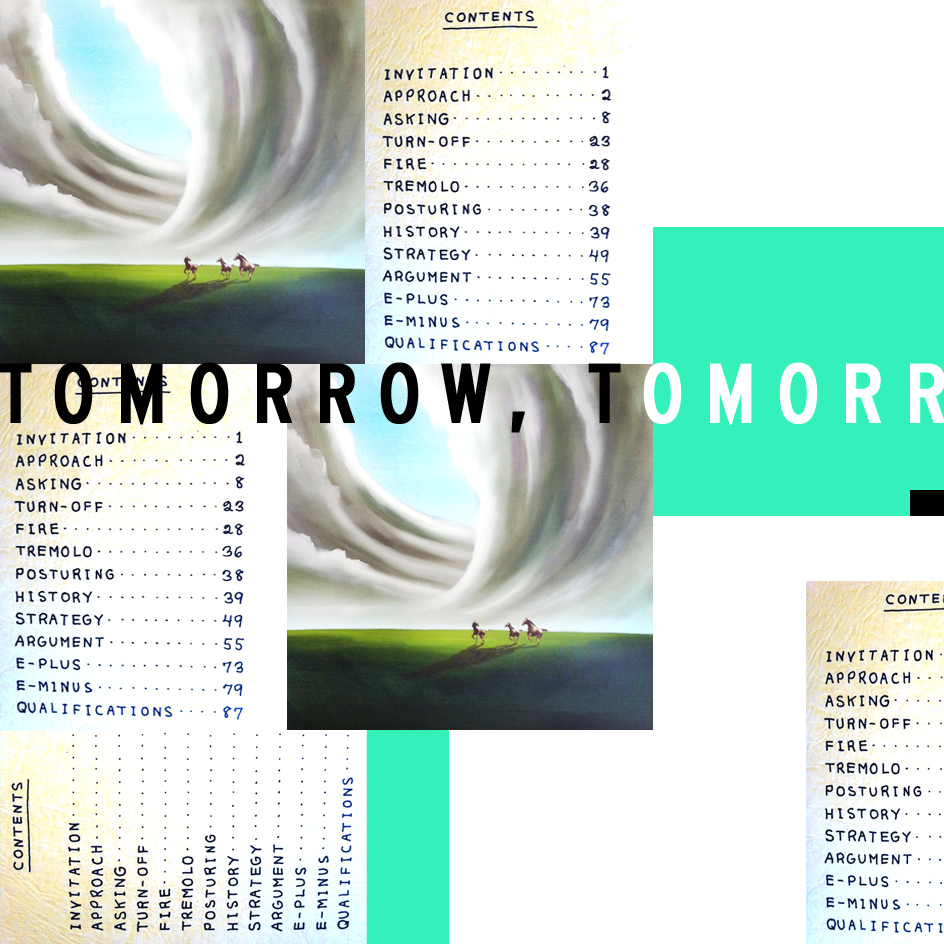 CONTENTS
INVITATION · · · · · · · · · 1
APPROACH · · · · · · · · · · 2
ASKING · · · · · · · · · · · · 8
TURN-OFF · · · · · · · · · · 23
FIRE · · · · · · · · · · · · · · 28
TREMOLO · · · · · · · · · · 36
POSTURING · · · · · · · · · 38
HISTORY · · · · · · · · · · · 39
STRATEGY · · · · · · · · · · 49
ARGUMENT · · · · · · · · · 55
E-PLUS · · · · · · · · · · · · 73
E-MINUS · · · · · · · · · · · 79
QUALIFICATIONS · · · · 87
TOMORROW, TOMORR
CONTENTS
INVITATION · · · · · · · · · 1
APPROACH · · · · · · · · · · 2
ASKING · · · · · · · · · · · · 8
TURN-OFF · · · · · · · · · · 23
FIRE · · · · · · · · · · · · · · 28
TREMOLO · · · · · · · · · · 36
POSTURING · · · · · · · · · 38
HISTORY · · · · · · · · · · · 39
STRATEGY · · · · · · · · · · 49
ARGUMENT · · · · · · · · · 55
E-PLUS · · · · · · · · · · · · 73
E-MINUS · · · · · · · · · · · 79
QUALIFICATIONS · · · · 87
CONTEN
INVITATION ·
APPROACH · · ·
ASKING · · · · ·
TURN-OFF · · ·
FIRE · · · · · · ·
TREMOLO · · ·
POSTURING · ·
HISTORY · · · ·
STRATEGY · · ·
ARGUMENT · ·
E-PLUS · · · · ·
E-MINUS · · · ·
QUALIFICATI
CONTENTS
INVITATION · · · · ·
APPROACH · · · · · ·
ASKING · · · · · · · ·
TURN-OFF · · · · · ·
FIRE · · · · · · · · · ·
TREMOLO · · · · · · ·
POSTURING · · · · ·
HISTORY · · · · · · ·
STRATEGY · · · · · ·
ARGUMENT · · · · · ·
E-PLUS · · · · · · · ·
E-MINUS · · · · · · ·
QUALIFICATIONS · ·